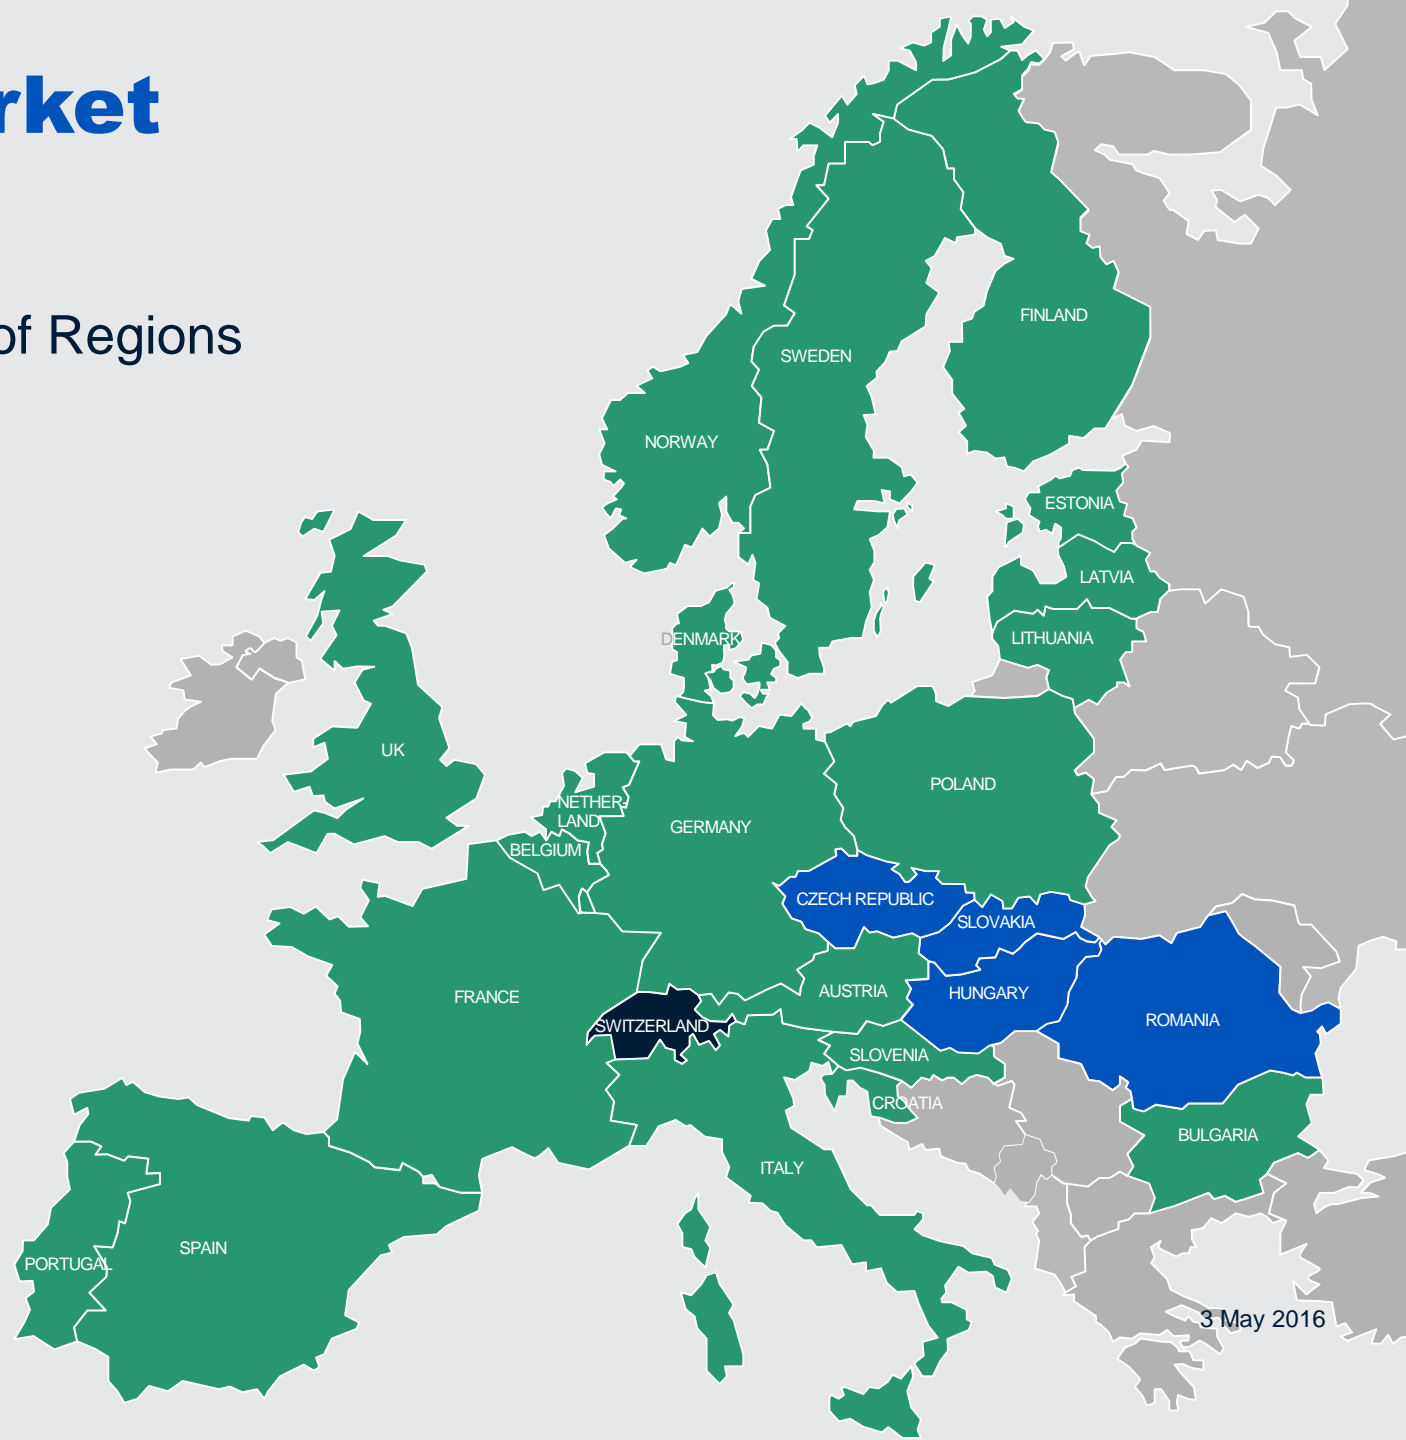 rket
of Regions
FINLAND
SWEDEN
NORWAY
ESTONIA
LATVIA
DENMARK
LITHUANIA
UK
POLAND
NETHER-
LAND
GERMANY
BELGIUM
CZECH REPUBLIC
SLOVAKIA
FRANCE
AUSTRIA
HUNGARY
ROMANIA
SWITZERLAND
SLOVENIA
CROATIA
BULGARIA
ITALY
SPAIN
PORTUGAL
3 May 2016